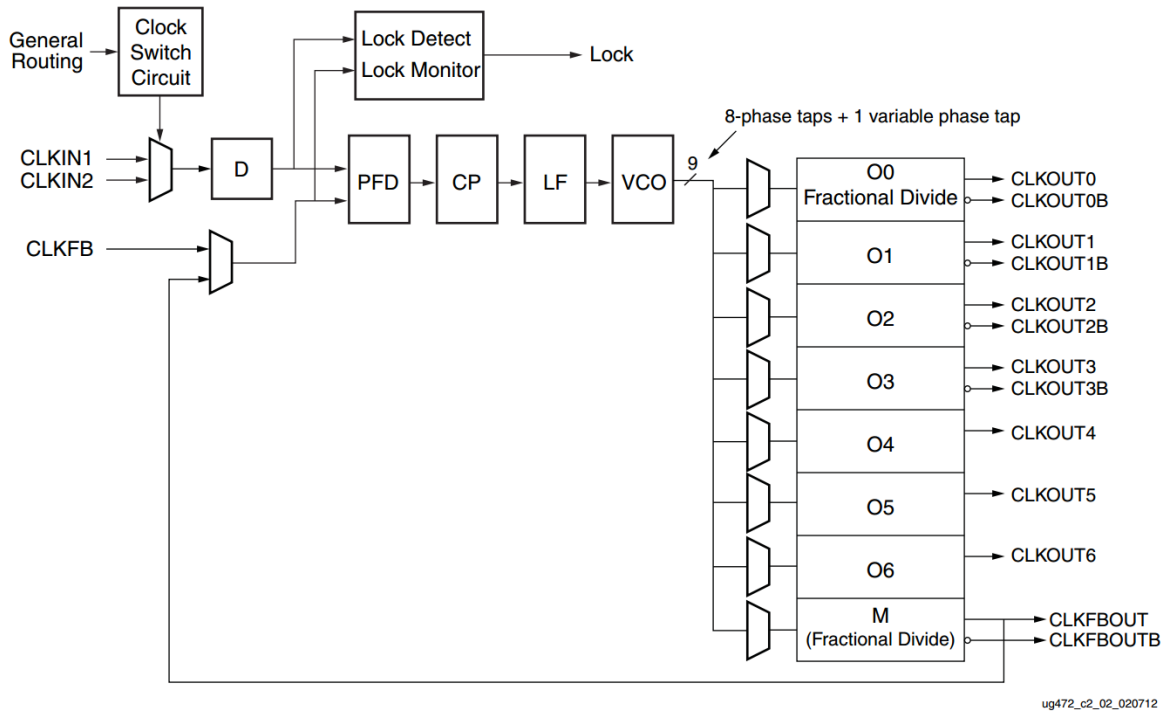 General
Routing
Clock
Switch
Circuit
Lock Detect
Lock Monitor
Lock
8-phase taps + 1 variable phase tap
CLKIN1
CLKIN2
D
PFD
CP
LF
VCO
9
CLKFB
O0
Fractional Divide
CLKOUT0
CLKOUT0B
O1
CLKOUT1
CLKOUT1B
O2
CLKOUT2
CLKOUT2B
O3
CLKOUT3
CLKOUT3B
O4
CLKOUT4
O5
CLKOUT5
O6
CLKOUT6
M
(Fractional Divide)
CLKFBOUT
CLKFBOUTB
ug472_c2_02_020712